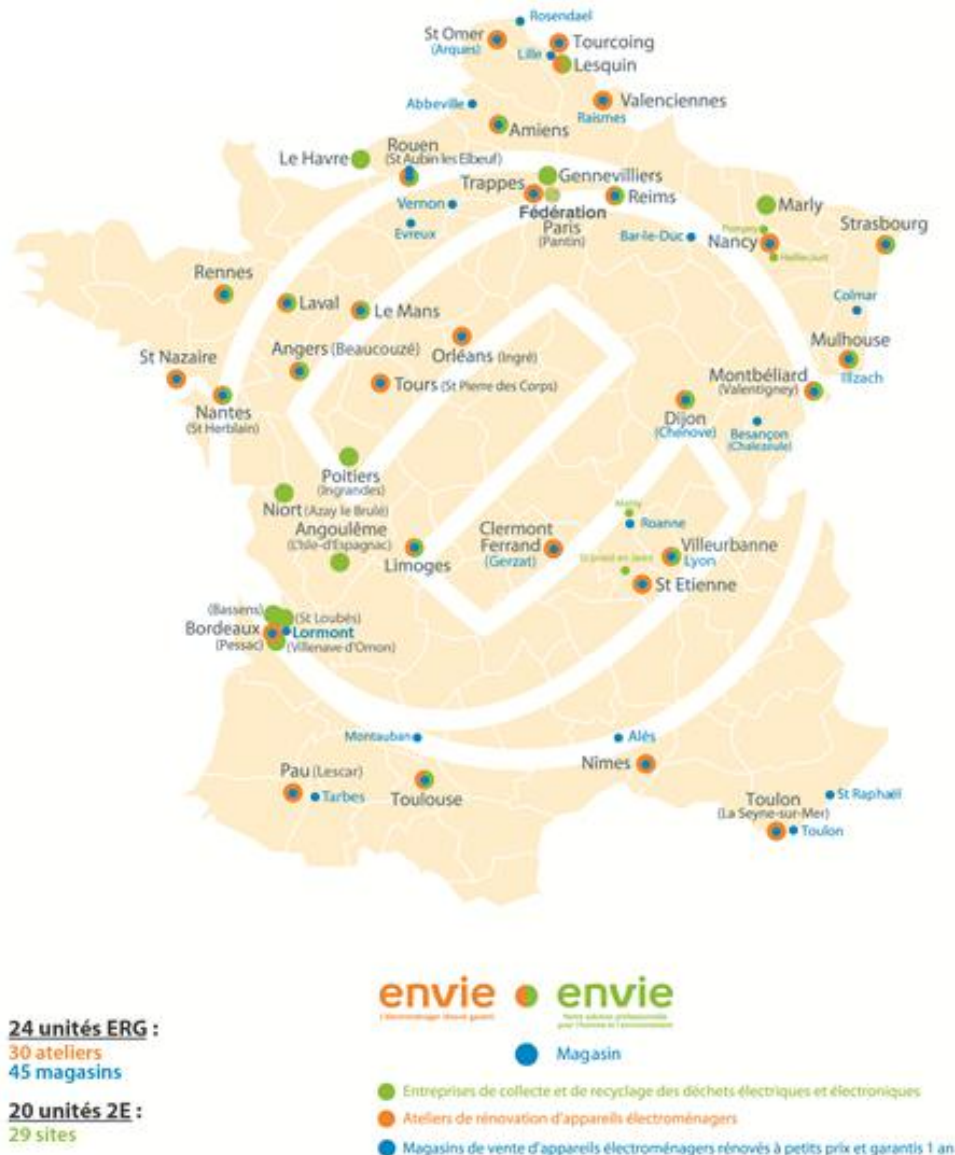 Rosendael
St Omer
(Arques)
Tourcoing
Lille
Lesquin
Abbeville
Valenciennes
Raismes
Amiens
Rouen
(St Aubin les Elbeuf)
Le Havre
Gennevilliers
Trappes
Reims
Fédération
Paris
(Pantin)
Vernon
Evreux
Bar-le-Duc
Marly
Nancy
Strasbourg
Colmar
Mulhouse
Illzach
Rennes
Laval
Le Mans
Angers (Beaucouzé)
Orléans (Ingré)
St Nazaire
Tours (St Pierre des Corps)
Nantes
(St Herblain)
Montbéliard
(Valentigney)
Dijon
(Chenove)
Besançon
(Chalezeule)
Poitiers
(Ingrandes)
Niort (Azay le Brulé)
Angoulême
(L'Isle-d'Espagnac)
Limoges
Clermont
Ferrand
(Gerzat)
Roanne
Villeurbanne
Lyon
St Etienne
(Bassens)
(St Loubès)
Bordeaux
Lormont
(Pessac)
(Villenave d'Ornon)
Montauban
Alès
Nîmes
Pau (Lescar)
Tarbes
Toulouse
St Raphaël
Toulon
(La Seyne-sur-Mer)
Toulon
envie envie
Magasin
24 unités ERG :
30 ateliers
45 magasins
20 unités 2E :
29 sites
Entreprises de collecte et de recyclage des déchets électriques et électroniques
Ateliers de rénovation d'appareils électroménagers
Magasins de vente d'appareils électroménagers rénovés à petits prix et garantis 1 an